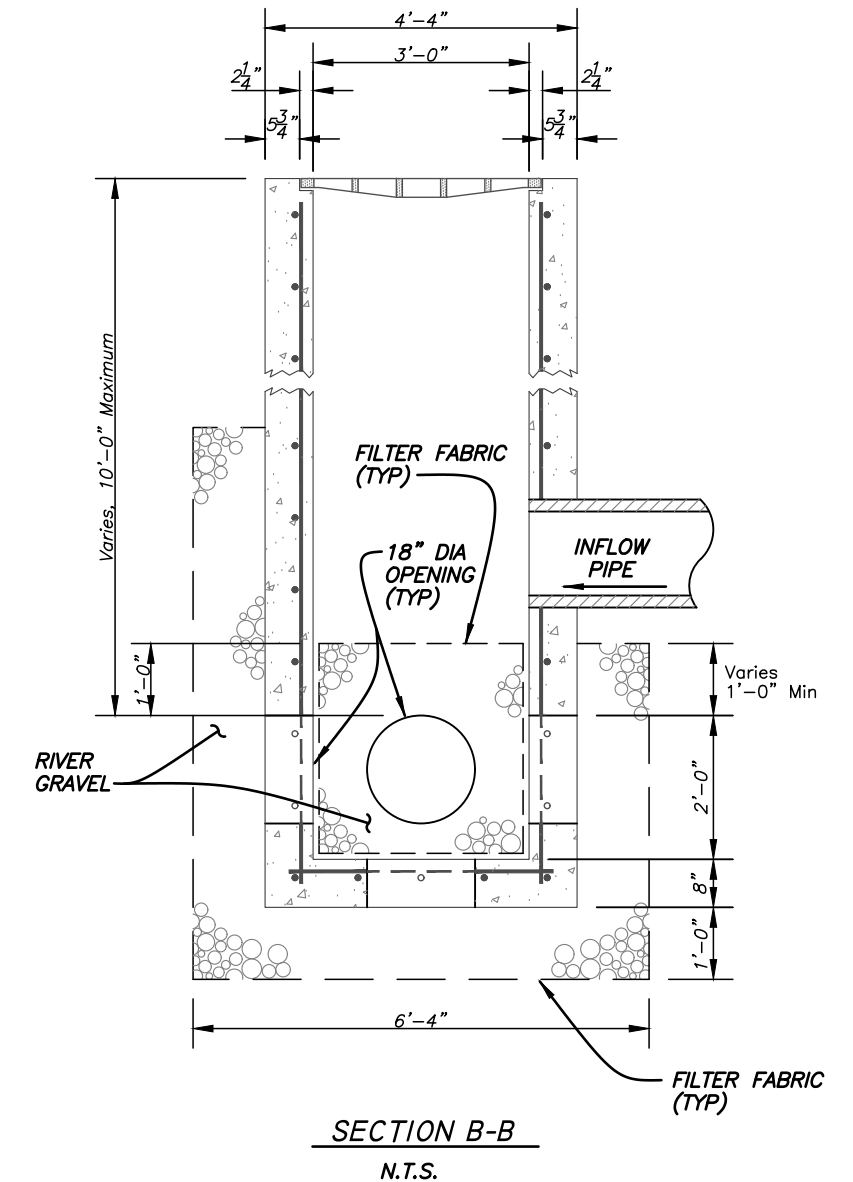 4'-4"
3'-0"
2 1/4"
2 1/4"
5 3/4"
5 3/4"
Varies, 10'-0" Maximum
FILTER FABRIC
(TYP)
18" DIA
OPENING
(TYP)
INFLOW
PIPE
1'-0"
Varies
1'-0" Min
RIVER
GRAVEL
2'-0"
8"
1'-0"
6'-4"
FILTER FABRIC
(TYP)
SECTION B-B
N.T.S.